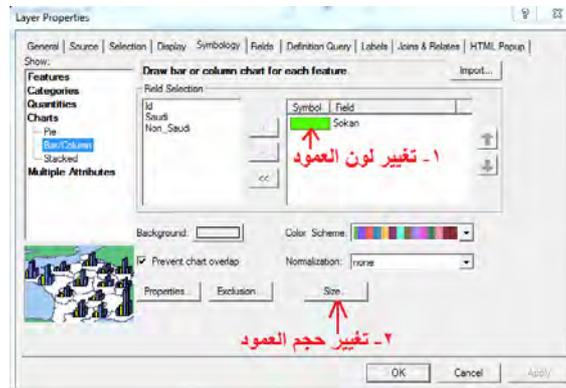 Layer Properties
General Source Selection Display Symbology Fields Definition Query Labels Joins & Relates HTML Popup
Show:
Features
Categories
Quantities
Charts
Pie
Bar/Column
Stacked
Multiple Attributes
Draw bar or column chart for each feature.
Import...
Field Selection
Id
Saudi
Non_Saudi
<<
Symbol Field
Sokan
١- تغيير لون العمود
Background:
Color Scheme:
Prevent chart overlap
Normalization: none
Properties... Exclusion... Size...
٢- تغيير حجم العمود
OK Cancel Apply